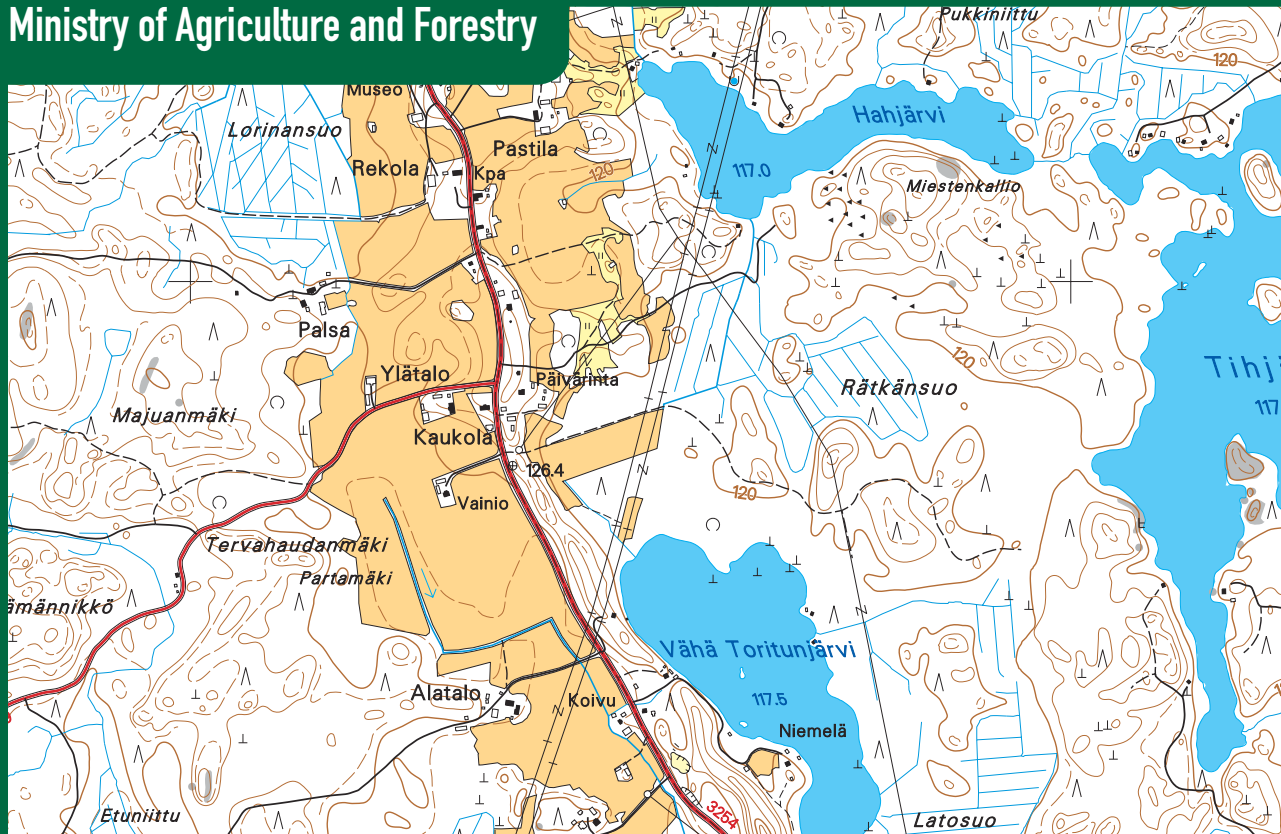 Ministry of Agriculture and Forestry
Pukkiniittu
120
Museo
Hahjärvi
Lorinansuo
Pastila
Rekola
Kpa
120
117.0
Miestenkallio
Palsa
120
Tihj
Ylätalo
Päivärinta
Rätkänsuo
117
Majuanmäki
Kaukola
126.4
120
Vainio
Tervahaudanmäki
Partamäki
ämännikkö
Vähä Toritunjärvi
Alatalo
Koivu
117.5
Niemelä
3254
Etuniittu
Latosuo